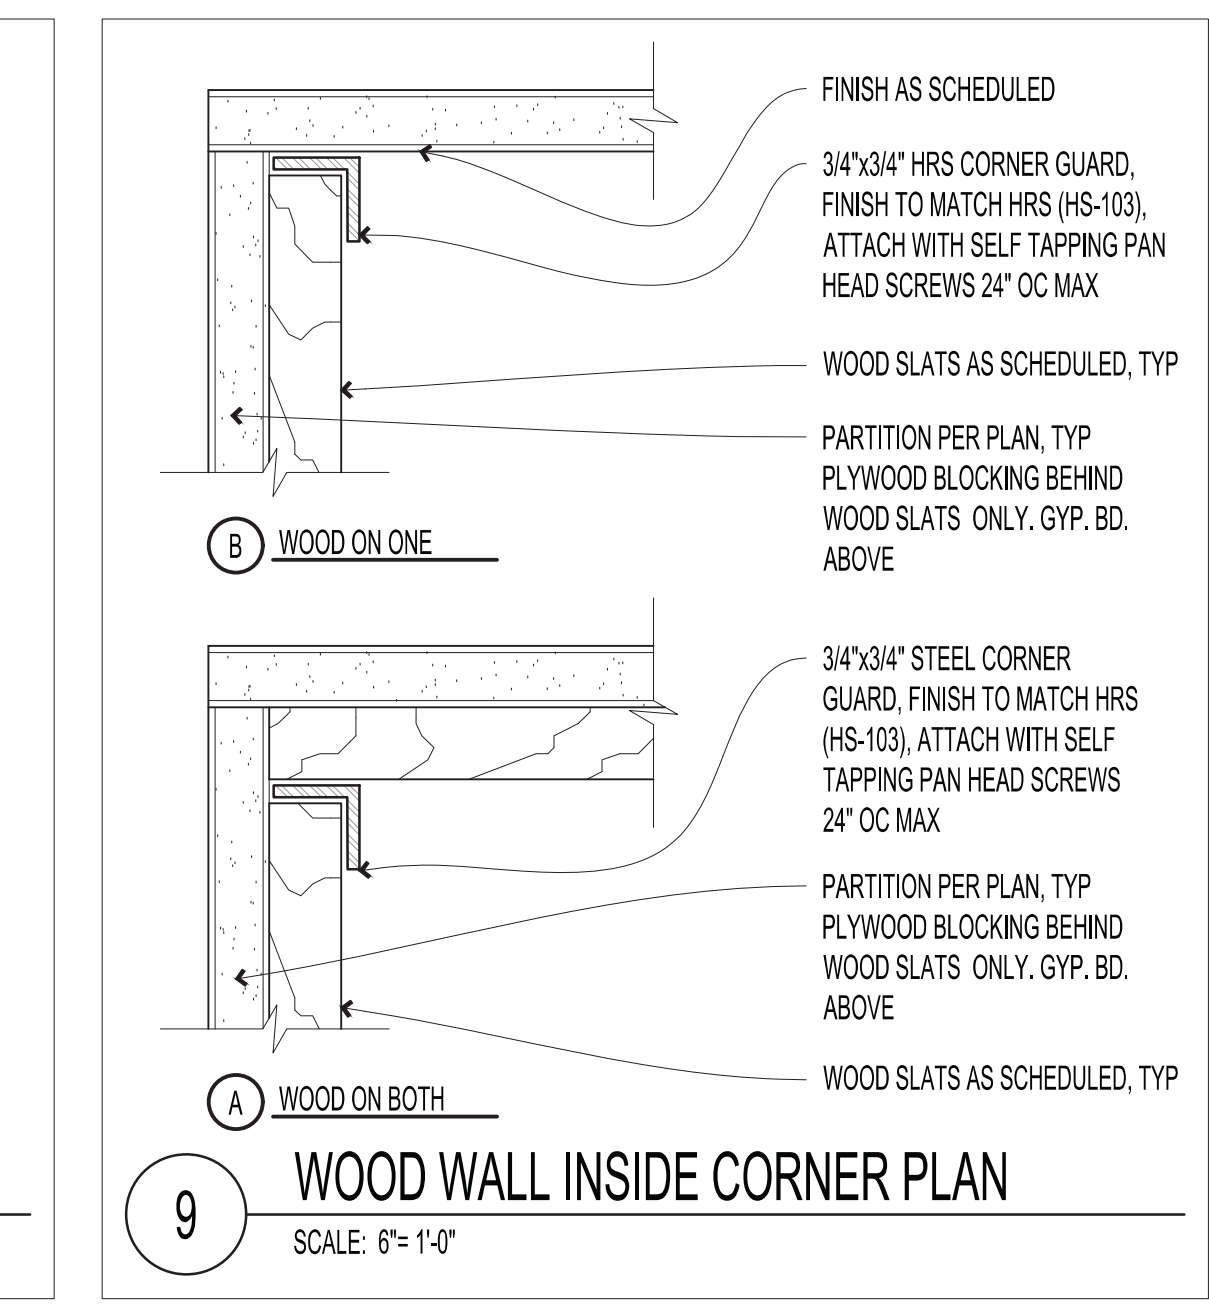 FINISH AS SCHEDULED
3/4"x3/4" HRS CORNER GUARD,
FINISH TO MATCH HRS (HS-103),
ATTACH WITH SELF TAPPING PAN
HEAD SCREWS 24" OC MAX
WOOD SLATS AS SCHEDULED, TYP
PARTITION PER PLAN, TYP
PLYWOOD BLOCKING BEHIND
WOOD SLATS ONLY. GYP. BD.
ABOVE
B WOOD ON ONE
3/4"x3/4" STEEL CORNER
GUARD, FINISH TO MATCH HRS
(HS-103), ATTACH WITH SELF
TAPPING PAN HEAD SCREWS
24" OC MAX
PARTITION PER PLAN, TYP
PLYWOOD BLOCKING BEHIND
WOOD SLATS ONLY. GYP. BD.
ABOVE
WOOD SLATS AS SCHEDULED, TYP
A WOOD ON BOTH
9 WOOD WALL INSIDE CORNER PLAN
SCALE: 6"= 1'-0"